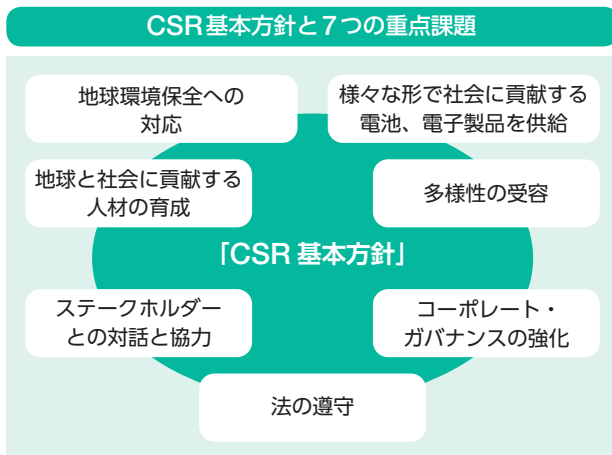 CSR基本方針と7つの重点課題
地球環境保全への
対応
様々な形で社会に貢献する
電池、電子製品を供給
地球と社会に貢献する
人材の育成
多様性の受容
「CSR 基本方針」
ステークホルダー
との対話と協力
コーポレート・
ガバナンスの強化
法の遵守